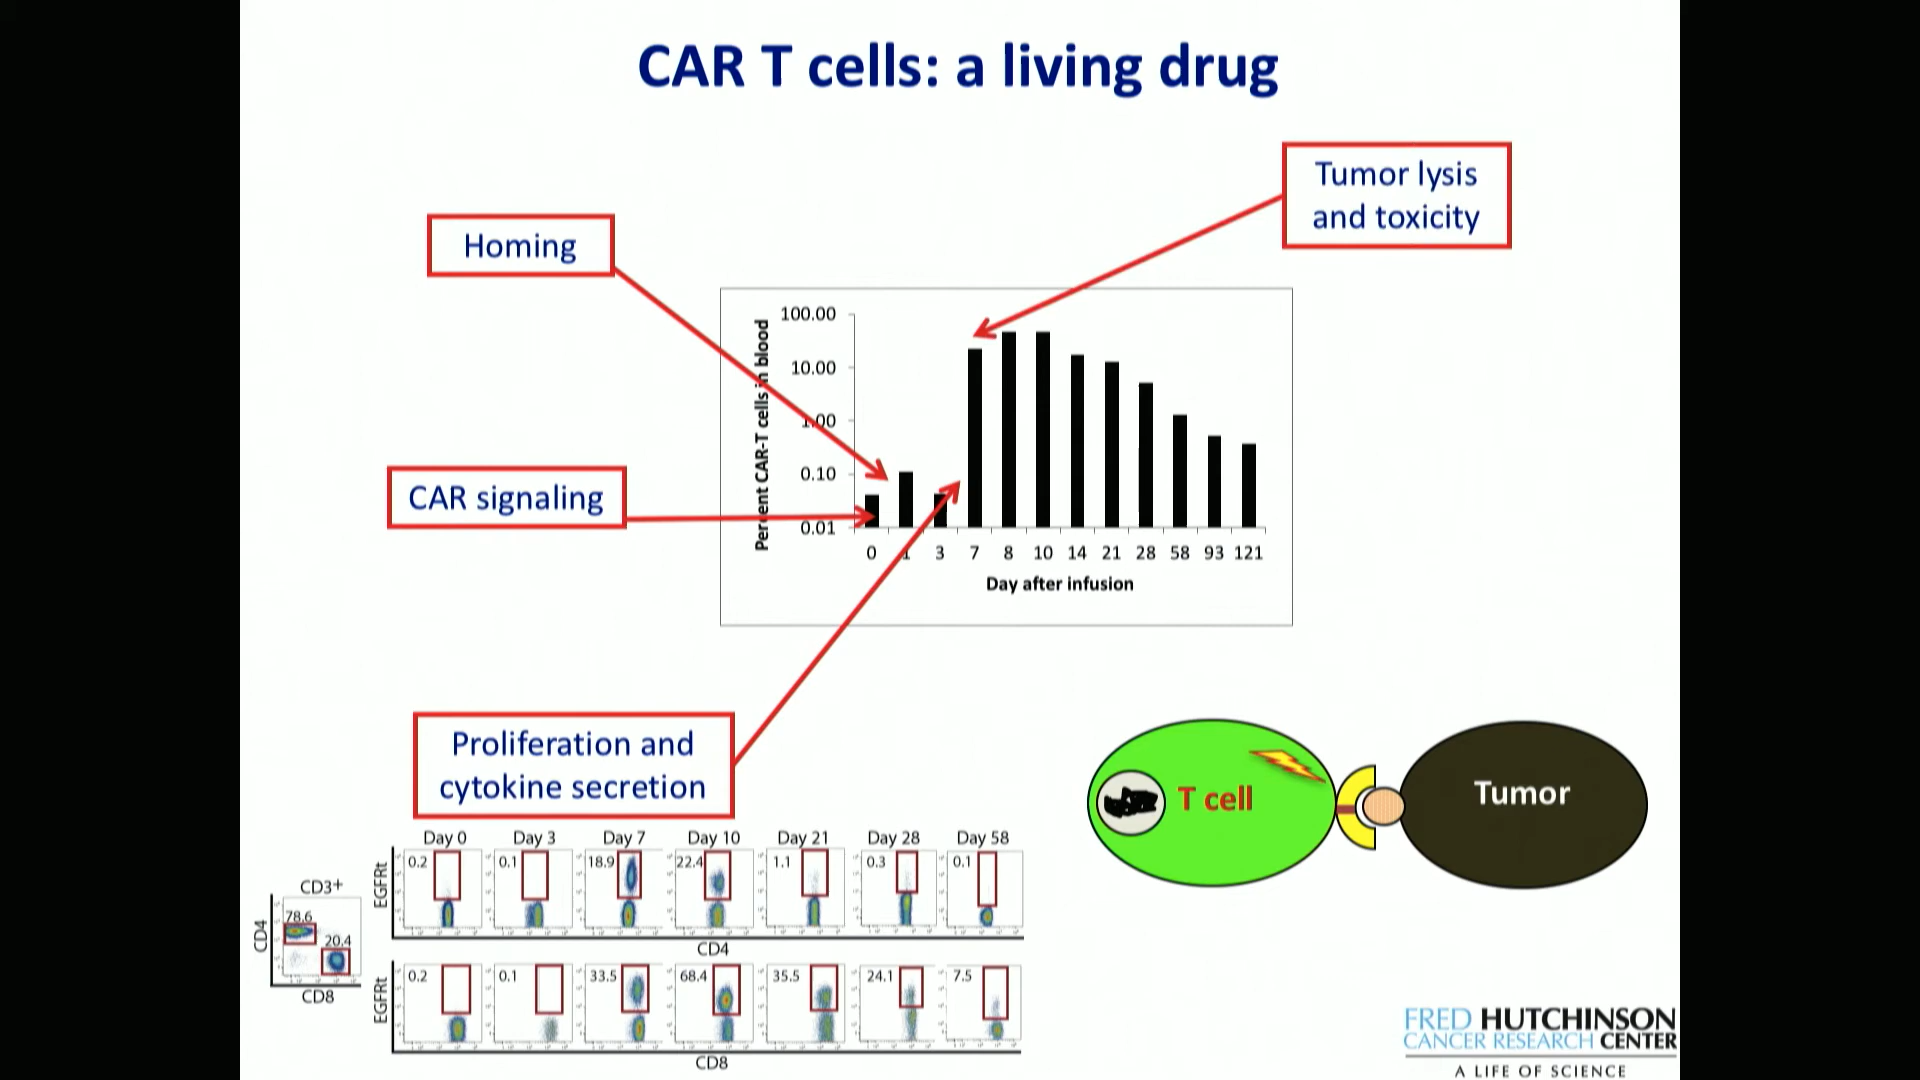 CAR T cells: a living drug
Tumor lysis
and toxicity
Homing
CAR signaling
Percent CAR-T cells in blood
100.00
10.00
1.00
0.10
0.01
0 1 3 7 8 10 14 21 28 58 93 121
Day after infusion
Proliferation and
cytokine secretion
T cell
Tumor
Day 0 Day 3 Day 7 Day 10 Day 21 Day 28 Day 58
EGFRt
0.2 0.1 18.9 22.4 1.1 0.3 0.1
CD4
CD3+
CD4
78.6
20.4
CD8
EGFRt
0.2 0.1 33.5 68.4 35.5 24.1 7.5
CD8
FRED HUTCHINSON
CANCER RESEARCH CENTER
A LIFE OF SCIENCE